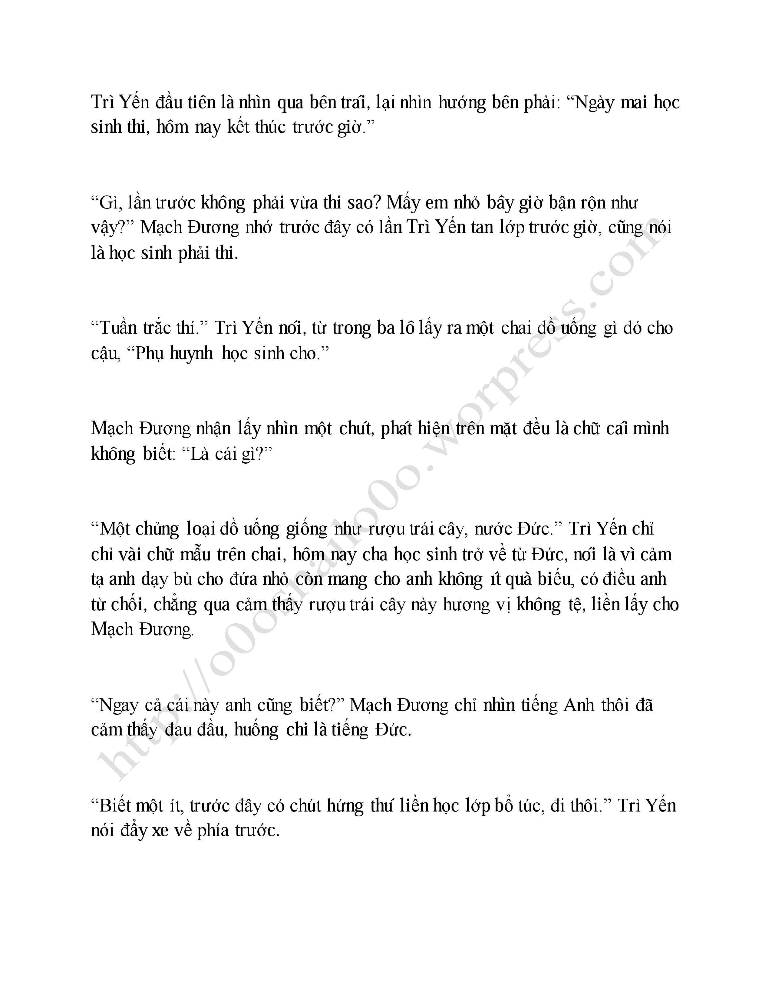 Trì Yến đầu tiên là nhìn qua bên trái, lại nhìn hướng bên phải: “Ngày mai học
sinh thi, hôm nay kết thúc trước giờ.”
“Gì, lần trước không phải vừa thi sao? Mấy em nhỏ bây giờ bận rộn như
vậy?” Mạch Đương nhớ trước đây có lần Trì Yến tan lớp trước giờ, cũng nói
là học sinh phải thi.
“Tuần trắc thí.” Trì Yến nói, từ trong ba lô lấy ra một chai đồ uống gì đó cho
cậu, “Phụ huynh học sinh cho.”
Mạch Đương nhận lấy nhìn một chút, phát hiện trên mặt đều là chữ cái mình
không biết: “Là cái gì?”
“Một chủng loại đồ uống giống như rượu trái cây, nước Đức.” Trì Yến chỉ
chỉ vài chữ mẫu trên chai, hôm nay cha học sinh trở về từ Đức, nói là vì cảm
tạ anh dạy bù cho đứa nhỏ còn mang cho anh không ít quà biếu, có điều anh
từ chối, chẳng qua cảm thấy rượu trái cây này hương vị không tệ, liền lấy cho
Mạch Đương.
“Ngay cả cái này anh cũng biết?” Mạch Đương chỉ nhìn tiếng Anh thôi đã
cảm thấy đau đầu, huống chi là tiếng Đức.
“Biết một ít, trước đây có chút hứng thú liền học lớp bổ túc, đi thôi.” Trì Yến
nói đẩy xe về phía trước.
http://o0osnailo0o.worpress.com